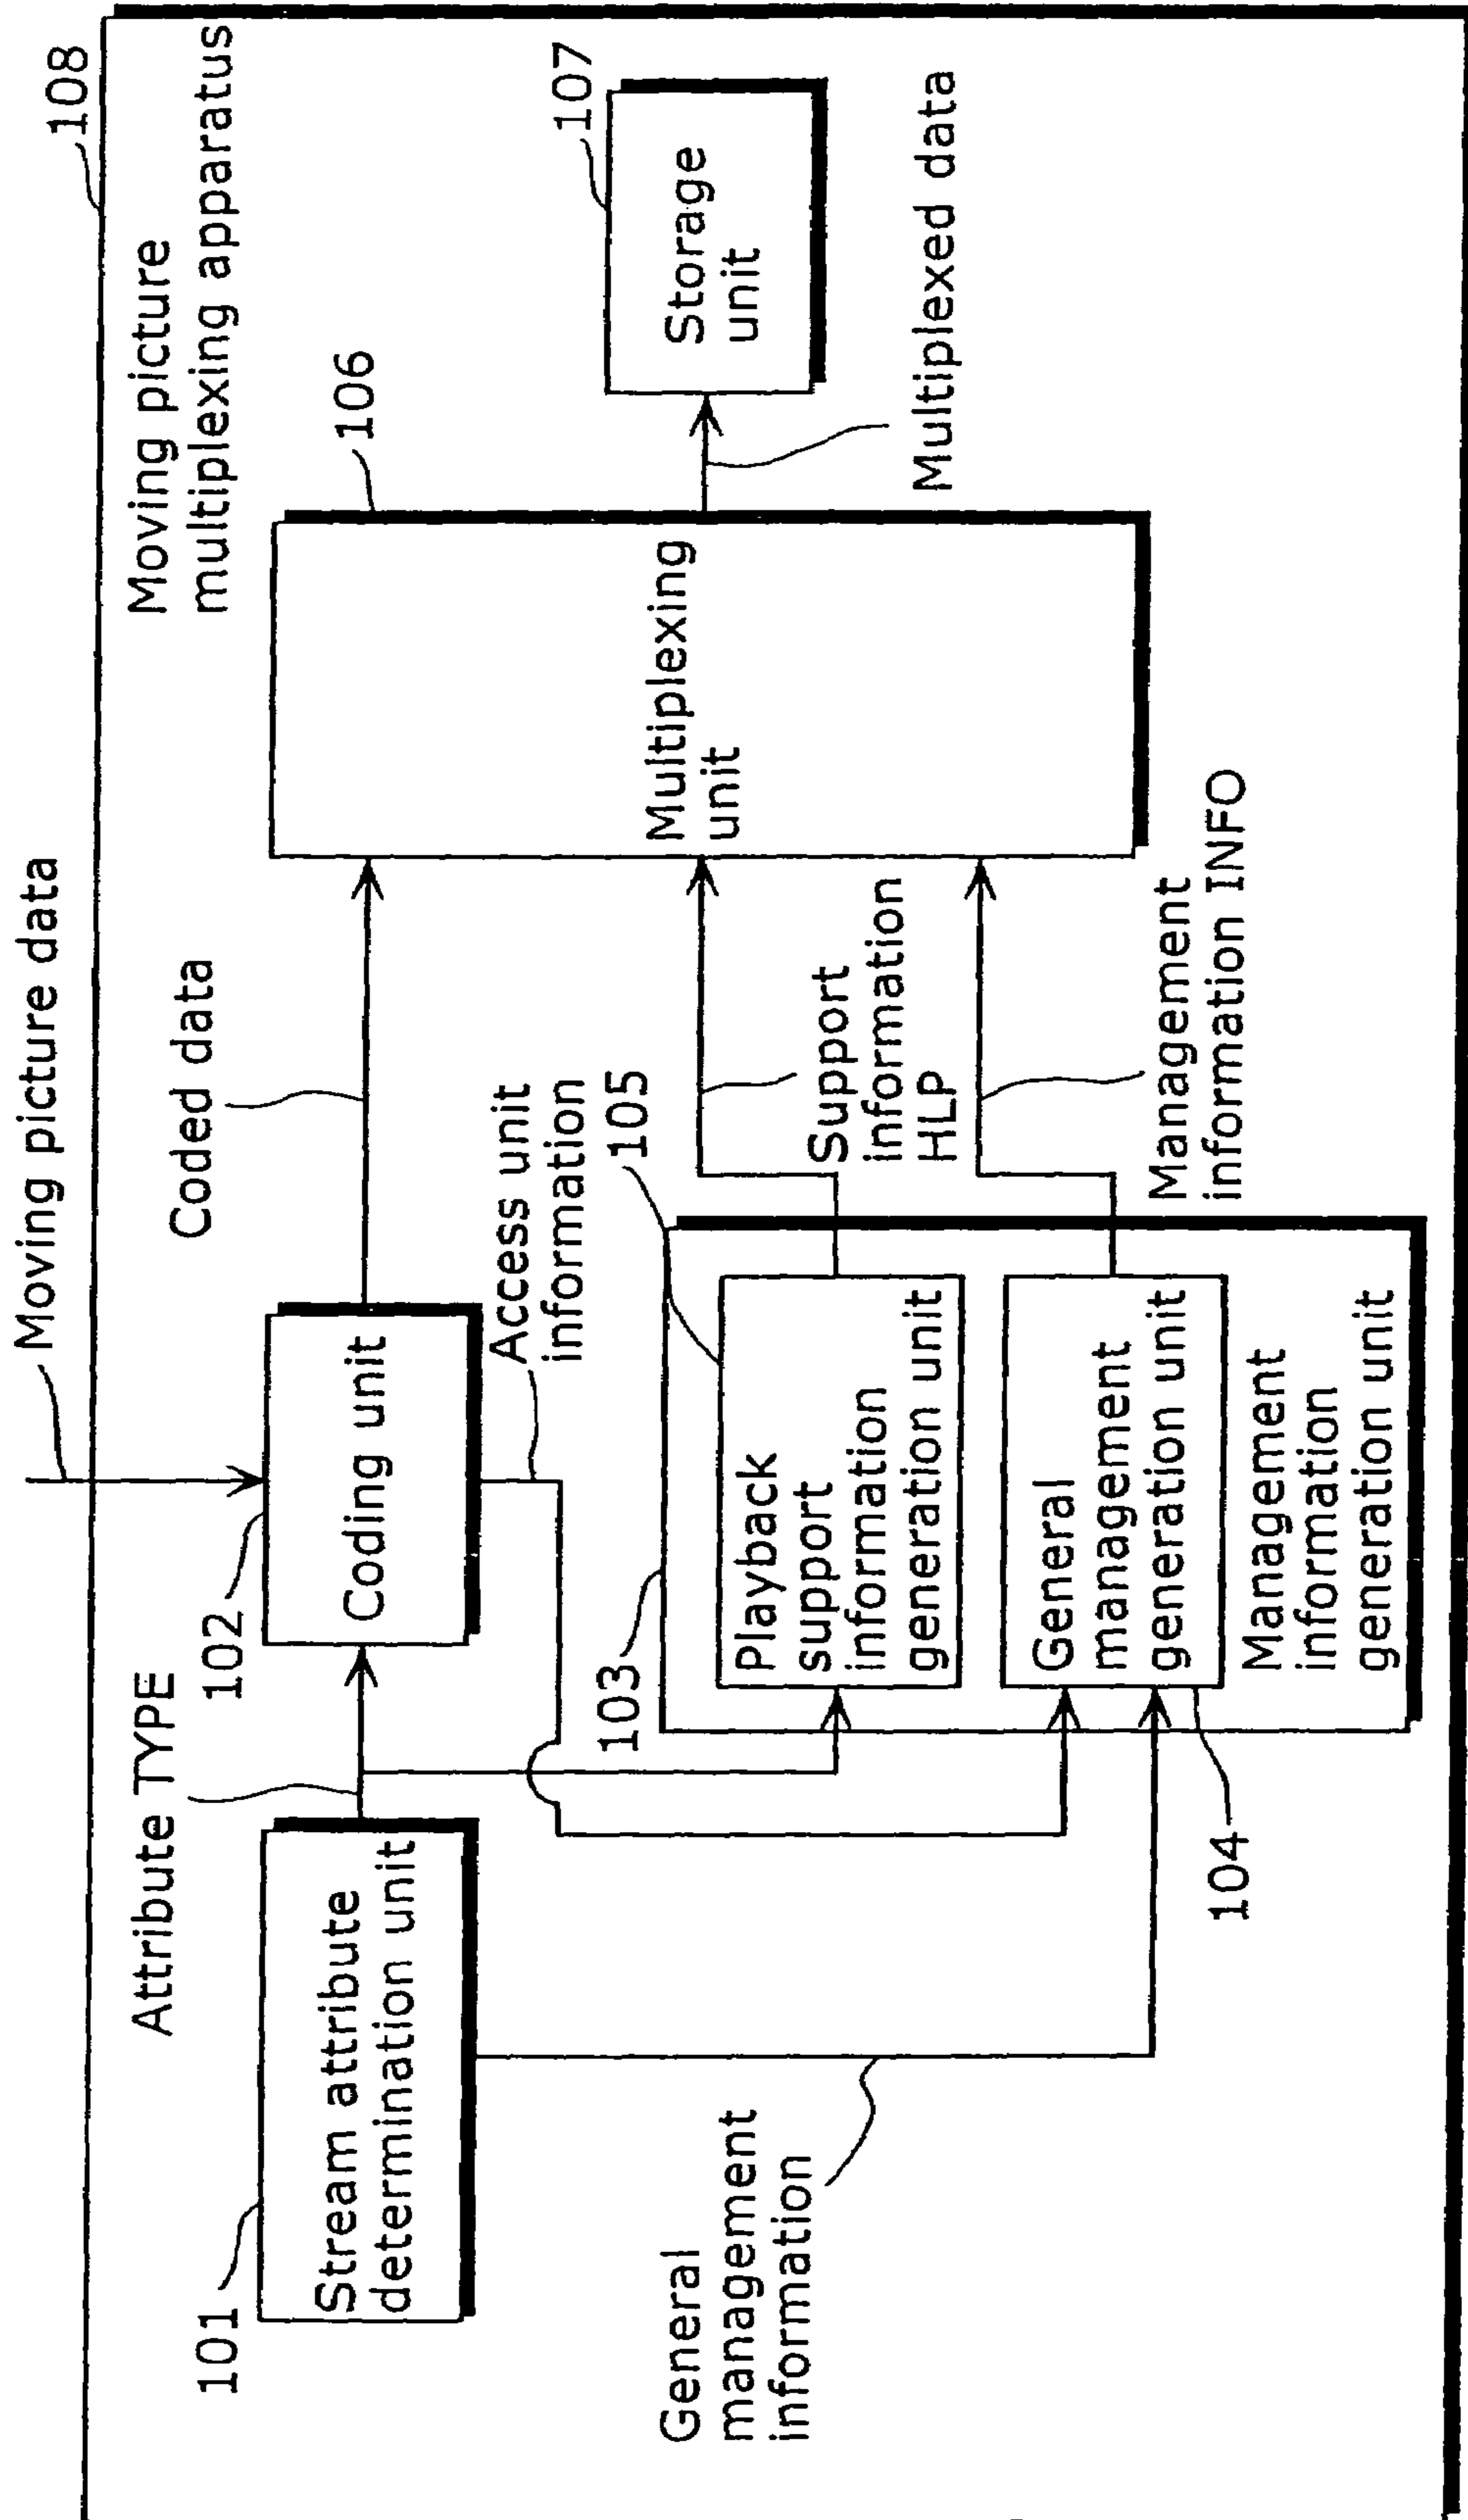 Moving picture data
108
Moving picture
multiplexing apparatus
Attribute TYPE
Coded data
101
Stream attribute
determination unit
102
Coding unit
106
Multiplexing
unit
107
Storage
unit
Multiplexed data
Access unit
information
105
103
General
management
information
Playback
support
information
generation unit
Support
information
HLP
General
management
generation unit
Management
information INFO
104
Management
information
generation unit